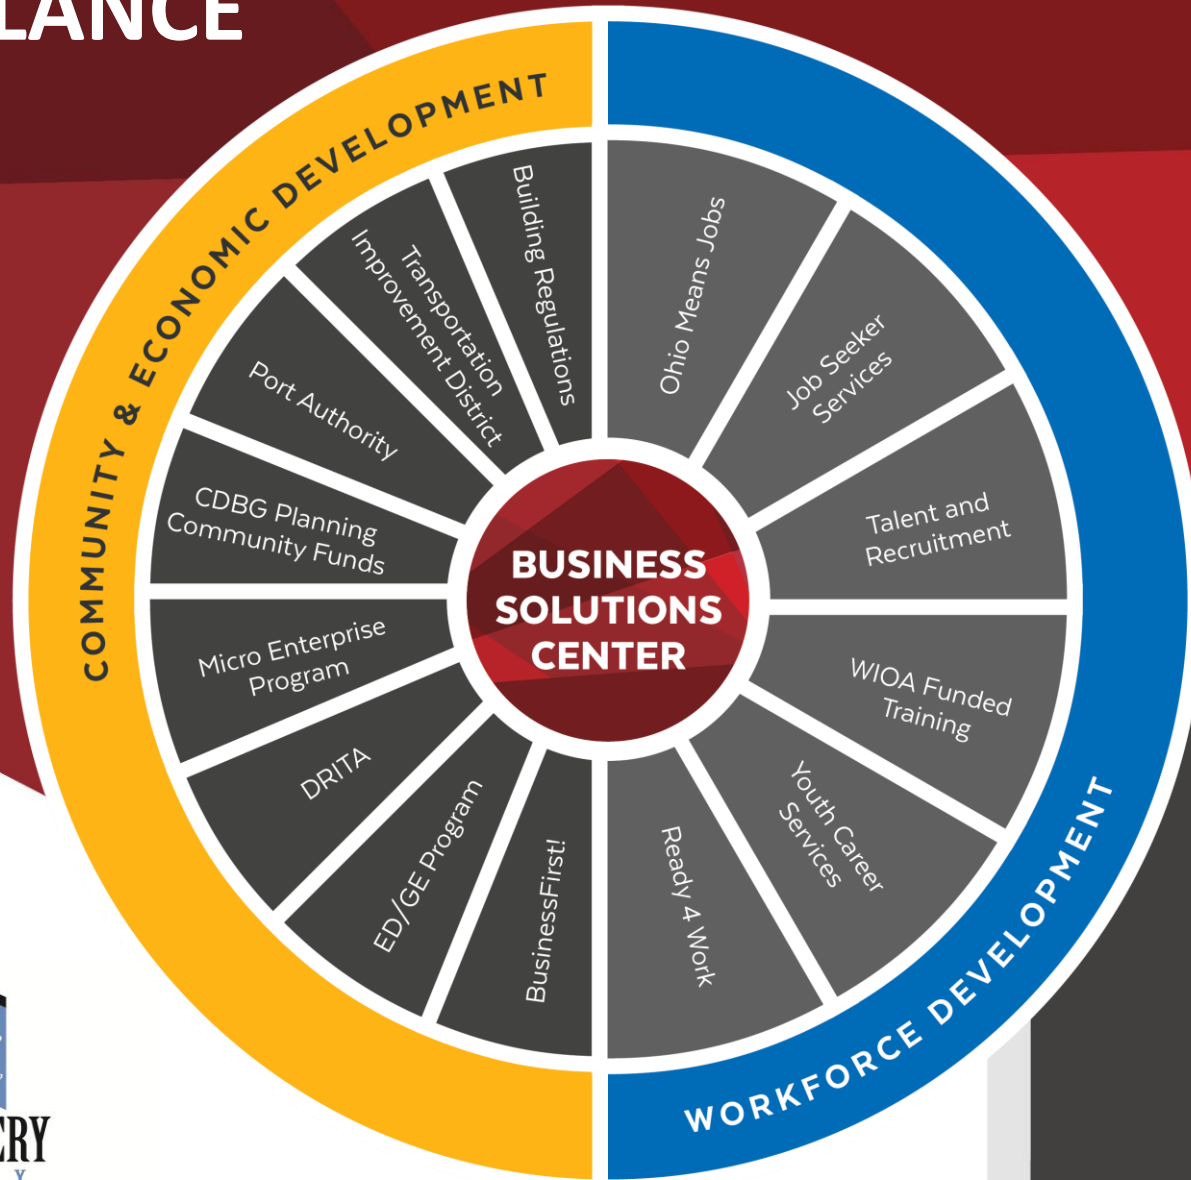 LANCE
COMMUNITY & ECONOMIC DEVELOPMENT
Building Regulations
Transportation
Improvement District
Port Authority
CDBG Planning
Community Funds
Micro Enterprise
Program
DRITA
ED/GE Program
BusinessFirst!
Ohio Means Jobs
Job Seeker
Services
Talent and
Recruitment
WIOA Funded
Training
Youth Career
Services
Ready 4 Work
WORKFORCE DEVELOPMENT
BUSINESS
SOLUTIONS
CENTER
ERY
Y